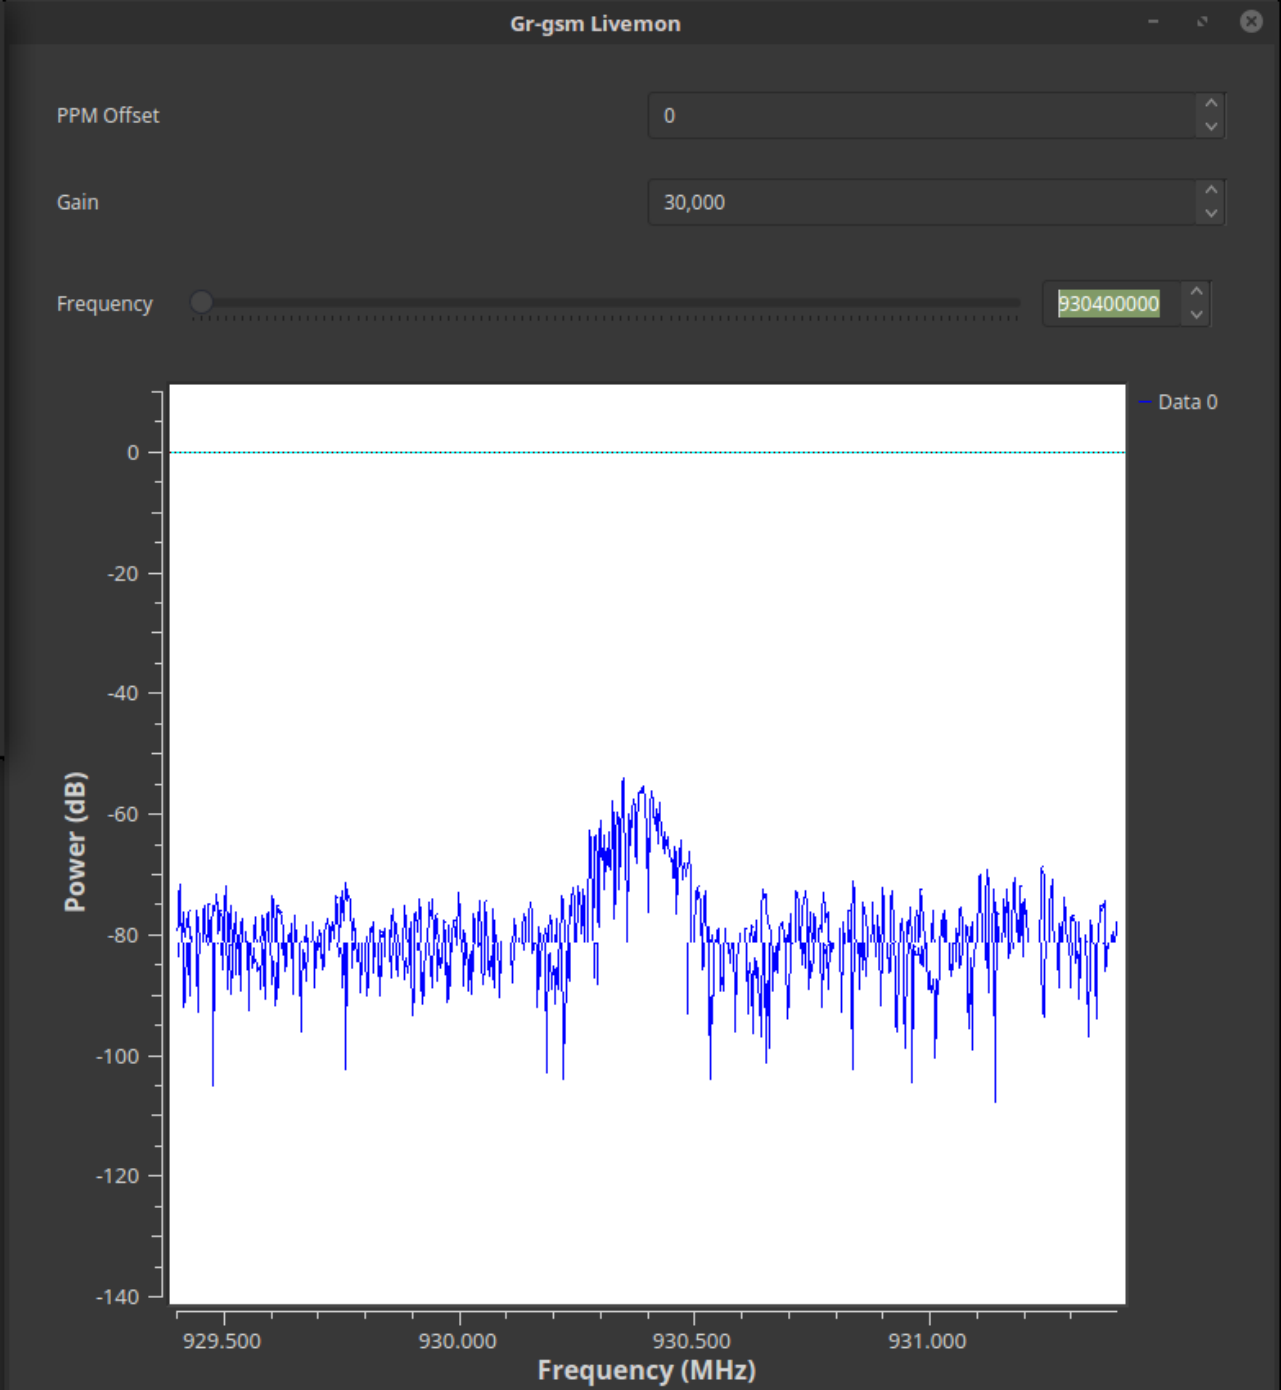 Gr-gsm Livemon
PPM Offset
0
Gain
30,000
Frequency
930400000
Data 0
0
-20
-40
-60
-80
-100
-120
-140
Power (dB)
929.500
930.000
930.500
931.000
Frequency (MHz)